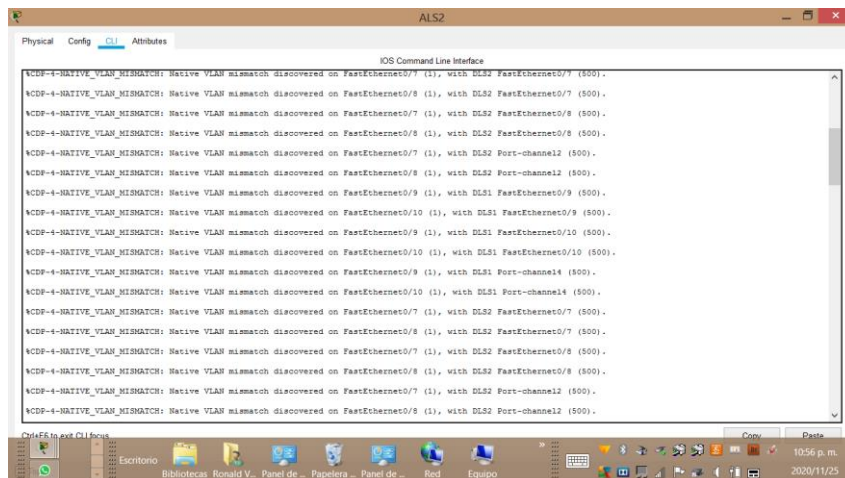 ALS2
Physical Config CLI Attributes
IOS Command Line Interface
%CDP-4-NATIVE_VLAN_MISMATCH: Native VLAN mismatch discovered on FastEthernet0/7 (1), with DLS2 FastEthernet0/7 (500).
%CDP-4-NATIVE_VLAN_MISMATCH: Native VLAN mismatch discovered on FastEthernet0/8 (1), with DLS2 FastEthernet0/7 (500).
%CDP-4-NATIVE_VLAN_MISMATCH: Native VLAN mismatch discovered on FastEthernet0/7 (1), with DLS2 FastEthernet0/8 (500).
%CDP-4-NATIVE_VLAN_MISMATCH: Native VLAN mismatch discovered on FastEthernet0/8 (1), with DLS2 FastEthernet0/8 (500).
%CDP-4-NATIVE_VLAN_MISMATCH: Native VLAN mismatch discovered on FastEthernet0/7 (1), with DLS2 Port-channel2 (500).
%CDP-4-NATIVE_VLAN_MISMATCH: Native VLAN mismatch discovered on FastEthernet0/8 (1), with DLS2 Port-channel2 (500).
%CDP-4-NATIVE_VLAN_MISMATCH: Native VLAN mismatch discovered on FastEthernet0/9 (1), with DLS1 FastEthernet0/9 (500).
%CDP-4-NATIVE_VLAN_MISMATCH: Native VLAN mismatch discovered on FastEthernet0/10 (1), with DLS1 FastEthernet0/9 (500).
%CDP-4-NATIVE_VLAN_MISMATCH: Native VLAN mismatch discovered on FastEthernet0/9 (1), with DLS1 FastEthernet0/10 (500).
%CDP-4-NATIVE_VLAN_MISMATCH: Native VLAN mismatch discovered on FastEthernet0/10 (1), with DLS1 FastEthernet0/10 (500).
%CDP-4-NATIVE_VLAN_MISMATCH: Native VLAN mismatch discovered on FastEthernet0/9 (1), with DLS1 Port-channel4 (500).
%CDP-4-NATIVE_VLAN_MISMATCH: Native VLAN mismatch discovered on FastEthernet0/10 (1), with DLS1 Port-channel4 (500).
%CDP-4-NATIVE_VLAN_MISMATCH: Native VLAN mismatch discovered on FastEthernet0/7 (1), with DLS2 FastEthernet0/7 (500).
%CDP-4-NATIVE_VLAN_MISMATCH: Native VLAN mismatch discovered on FastEthernet0/8 (1), with DLS2 FastEthernet0/7 (500).
%CDP-4-NATIVE_VLAN_MISMATCH: Native VLAN mismatch discovered on FastEthernet0/7 (1), with DLS2 FastEthernet0/8 (500).
%CDP-4-NATIVE_VLAN_MISMATCH: Native VLAN mismatch discovered on FastEthernet0/8 (1), with DLS2 FastEthernet0/8 (500).
%CDP-4-NATIVE_VLAN_MISMATCH: Native VLAN mismatch discovered on FastEthernet0/7 (1), with DLS2 Port-channel2 (500).
%CDP-4-NATIVE_VLAN_MISMATCH: Native VLAN mismatch discovered on FastEthernet0/8 (1), with DLS2 Port-channel2 (500).
Ctrl+F6 to exit CLI focus Copy Paste
Escritorio
Bibliotecas Ronald V... Panel de ... Papelera ... Panel de ... Red Equipo
10:56 p. m.
2020/11/25